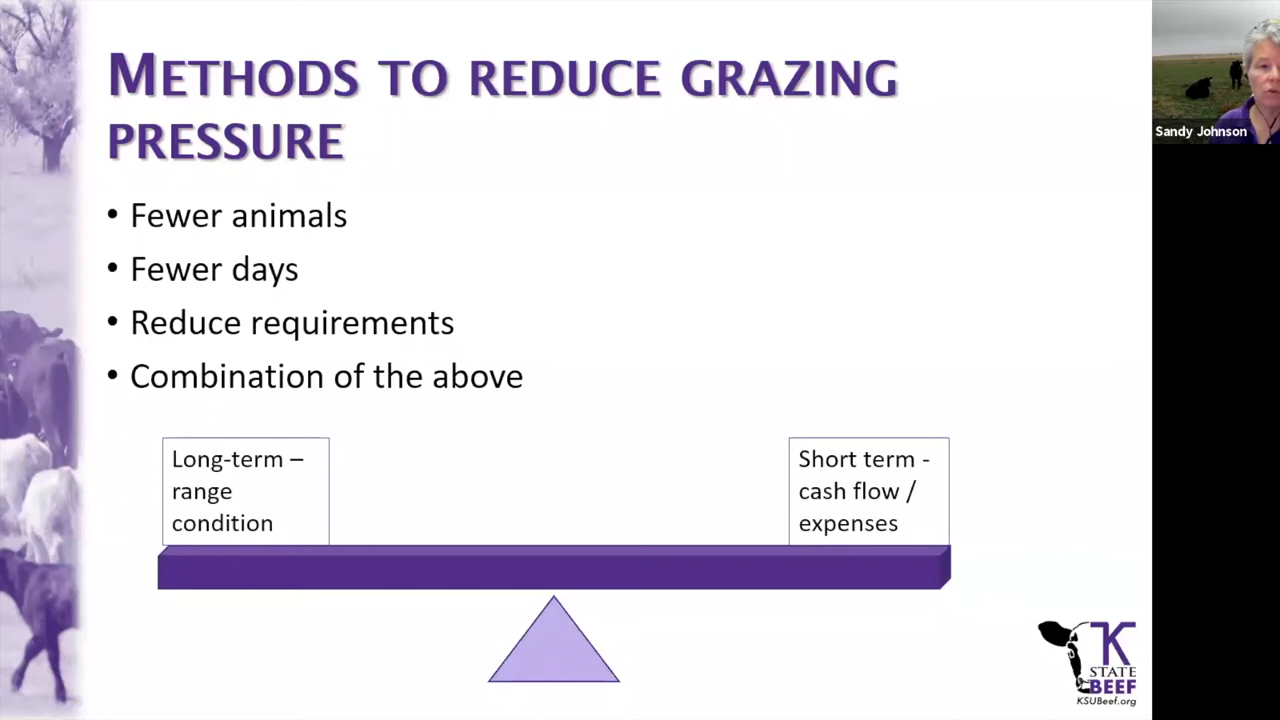 METHODS TO REDUCE GRAZING
PRESSURE
• Fewer animals
• Fewer days
• Reduce requirements
• Combination of the above
Long-term –
range
condition
Short term -
cash flow /
expenses
Sandy Johnson
K
STATE
BEEF
KSUBeef.org